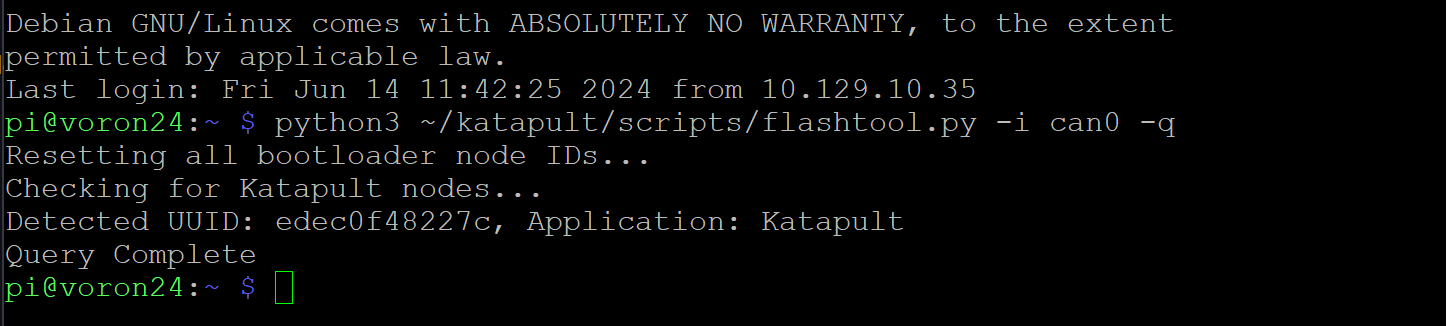 Debian GNU/Linux comes with ABSOLUTELY NO WARRANTY, to the extent
permitted by applicable law.
Last login: Fri Jun 14 11:42:25 2024 from 10.129.10.35
pi@voron24:~ $ python3 ~/katapult/scripts/flashtool.py -i can0 -q
Resetting all bootloader node IDs...
Checking for Katapult nodes...
Detected UUID: edec0f48227c, Application: Katapult
Query Complete
pi@voron24:~ $